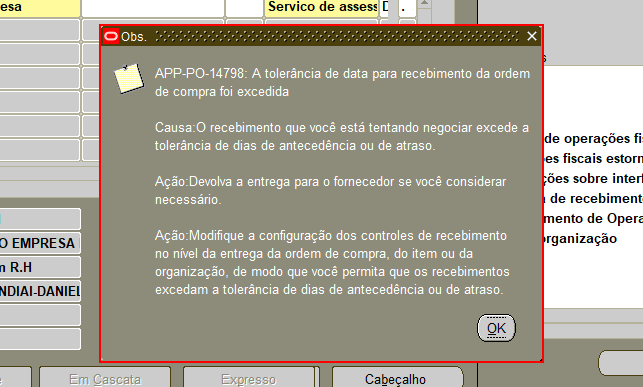 esa
Serviço de assess
D
.
Obs.
APP-PO-14798: A tolerância de data para recebimento da ordem
de compra foi excedida
Causa:O recebimento que você está tentando negociar excede a
tolerância de dias de antecedência ou de atraso.
Ação:Devolva a entrega para o fornecedor se você considerar
necessário.
Ação:Modifique a configuração dos controles de recebimento
no nível da entrega da ordem de compra, do item ou da
organização, de modo que você permita que os recebimentos
excedam a tolerância de dias de antecedência ou de atraso.
OK
s
de operações fis
ões fiscais estorn
ções sobre interf
a de recebimento
imento de Opera
organização
O EMPRESA
m R.H
NDIAI-DANIEL
e
Em Cascata
Expresso
Cabeçalho